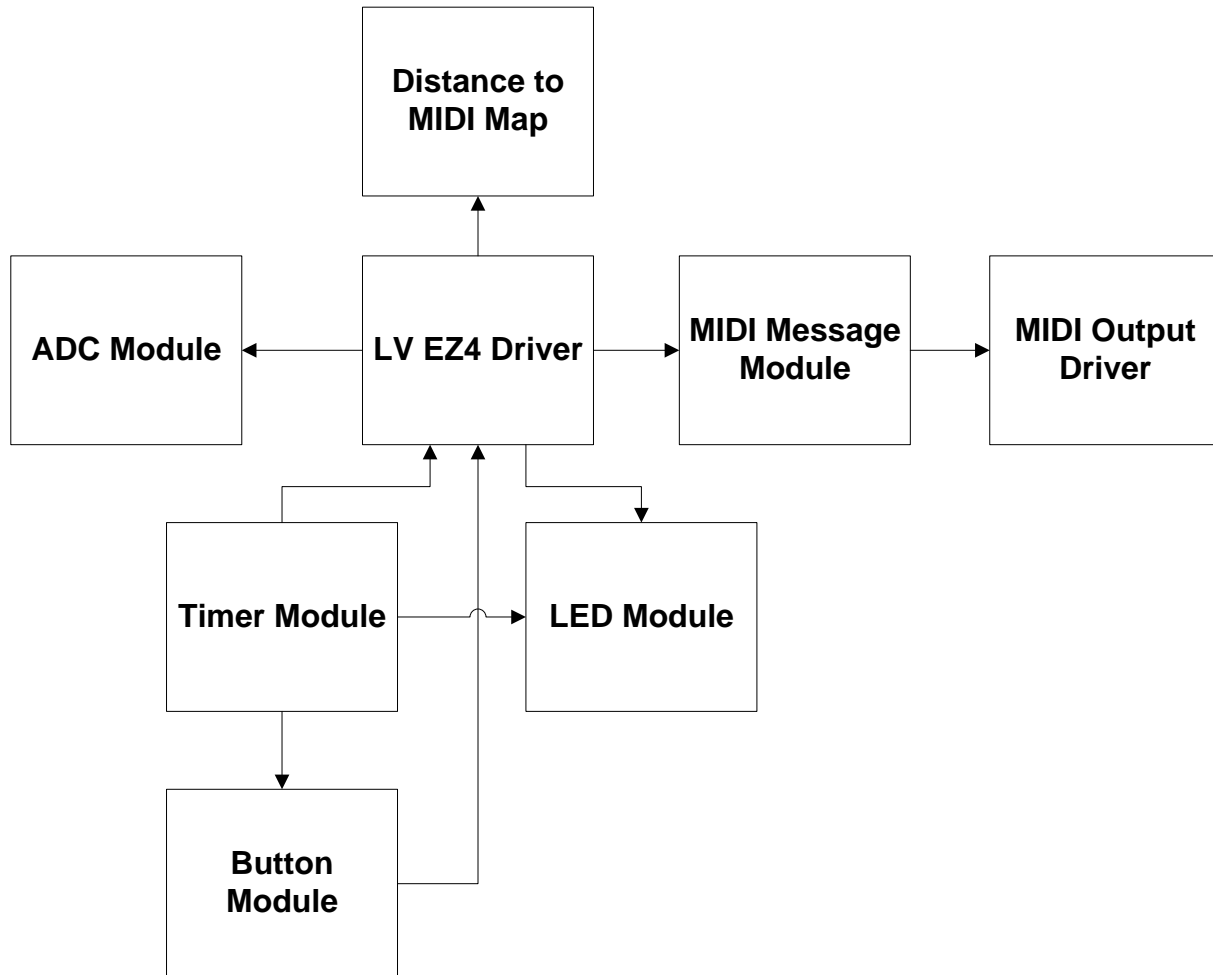 Distance to
MIDI Map
ADC Module
LV EZ4 Driver
MIDI Message
Module
MIDI Output
Driver
Timer Module
LED Module
Button
Module